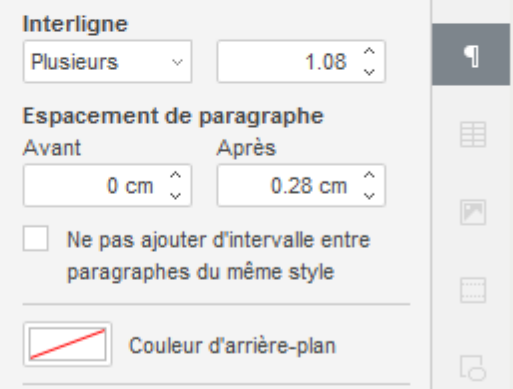 Interligne
Plusieurs 1.08
Espacement de paragraphe
Avant Après
0 cm 0.28 cm
Ne pas ajouter d'intervalle entre
paragraphes du même style
Couleur d'arrière-plan